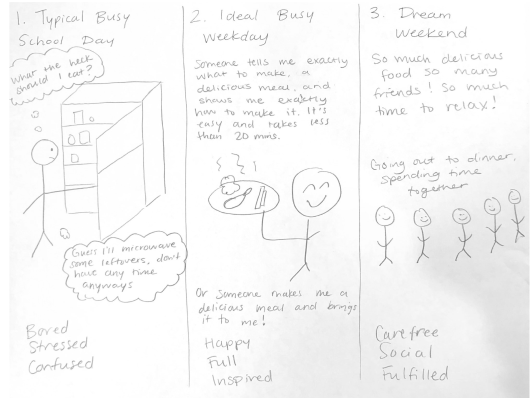 1. Typical Busy
School Day
What the heck
should I eat?
Guess I'll microwave
some leftovers, don't
have any time
anyways
Bored
Stressed
Confused
2. Ideal Busy
Weekday
Someone tells me exactly
what to make, a
delicious meal, and
shows me exactly
how to make it. It's
easy and takes less
than 20 mins.
Or someone makes me a
delicious meal and brings
it to me!
Happy
Full
Inspired
3. Dream
Weekend
So much delicious
food so many
friends! So much
time to relax!
Going out to dinner,
spending time
together
Carefree
Social
Fulfilled